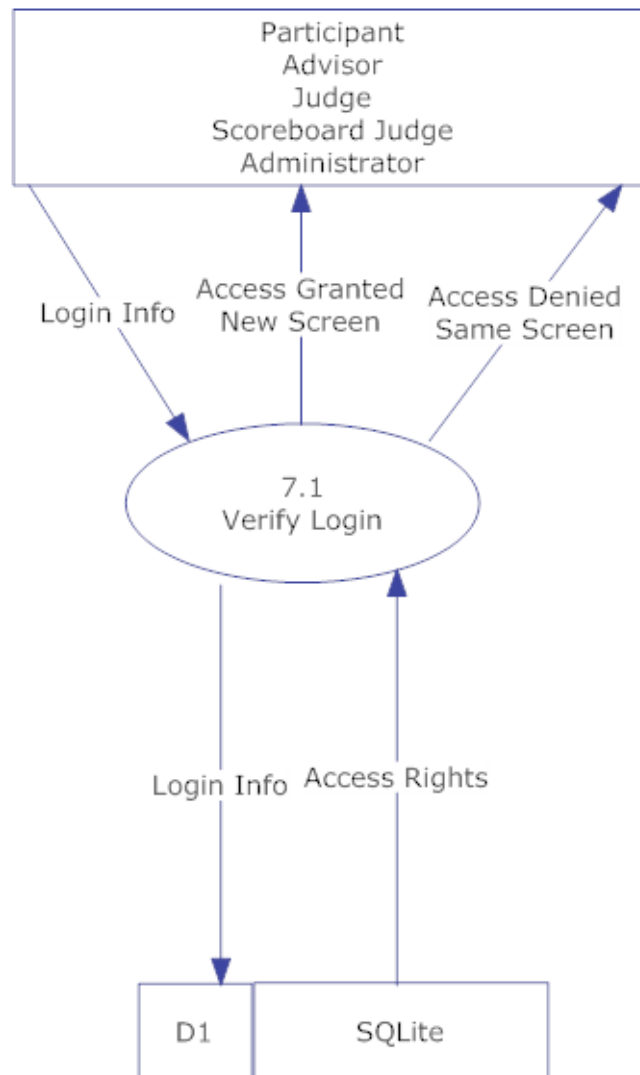 Participant
Advisor
Judge
Scoreboard Judge
Administrator
Login Info
Access Granted
New Screen
Access Denied
Same Screen
7.1
Verify Login
Login Info
Access Rights
D1
SQLite